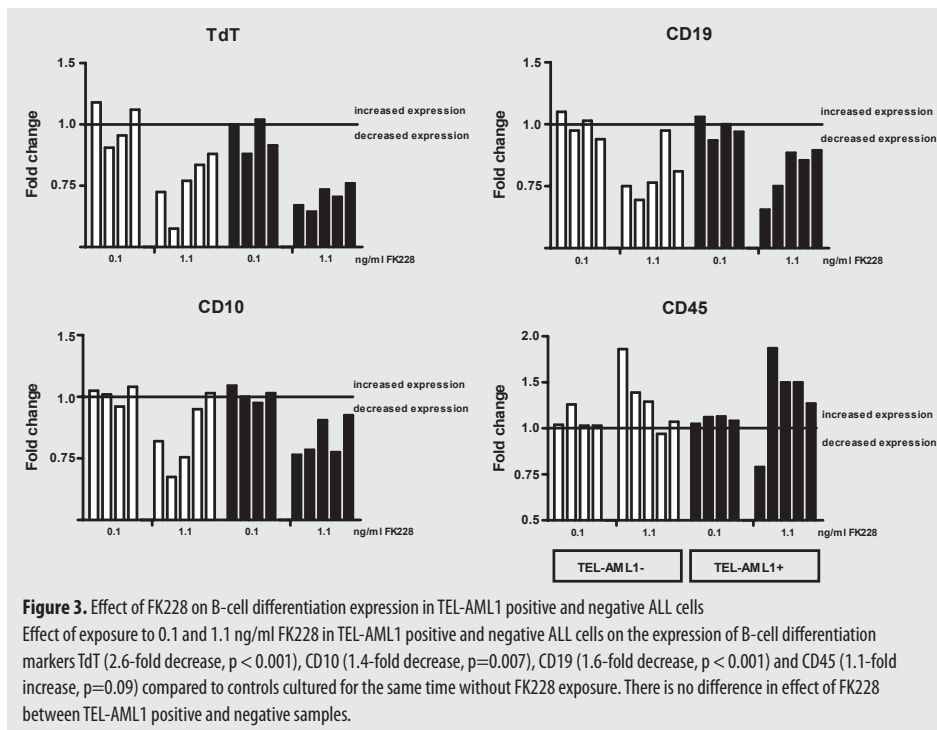 TdT
1.5
1.0
0.75
Fold change
increased expression
decreased expression
0.1
1.1
0.1
1.1
ng/ml FK228
CD19
1.5
1.0
0.75
Fold change
increased expression
decreased expression
0.1
1.1
0.1
1.1
ng/ml FK228
CD10
1.5
1.0
0.75
Fold change
increased expression
decreased expression
0.1
1.1
0.1
1.1
ng/ml FK228
CD45
2.0
1.5
1.0
0.75
0.5
Fold change
increased expression
decreased expression
0.1
1.1
0.1
1.1
ng/ml FK228
TEL-AML1-
TEL-AML1+
Figure 3. Effect of FK228 on B-cell differentiation expression in TEL-AML1 positive and negative ALL cells
Effect of exposure to 0.1 and 1.1 ng/ml FK228 in TEL-AML1 positive and negative ALL cells on the expression of B-cell differentiation
markers TdT (2.6-fold decrease, p < 0.001), CD10 (1.4-fold decrease, p=0.007), CD19 (1.6-fold decrease, p < 0.001) and CD45 (1.1-fold
increase, p=0.09) compared to controls cultured for the same time without FK228 exposure. There is no difference in effect of FK228
between TEL-AML1 positive and negative samples.